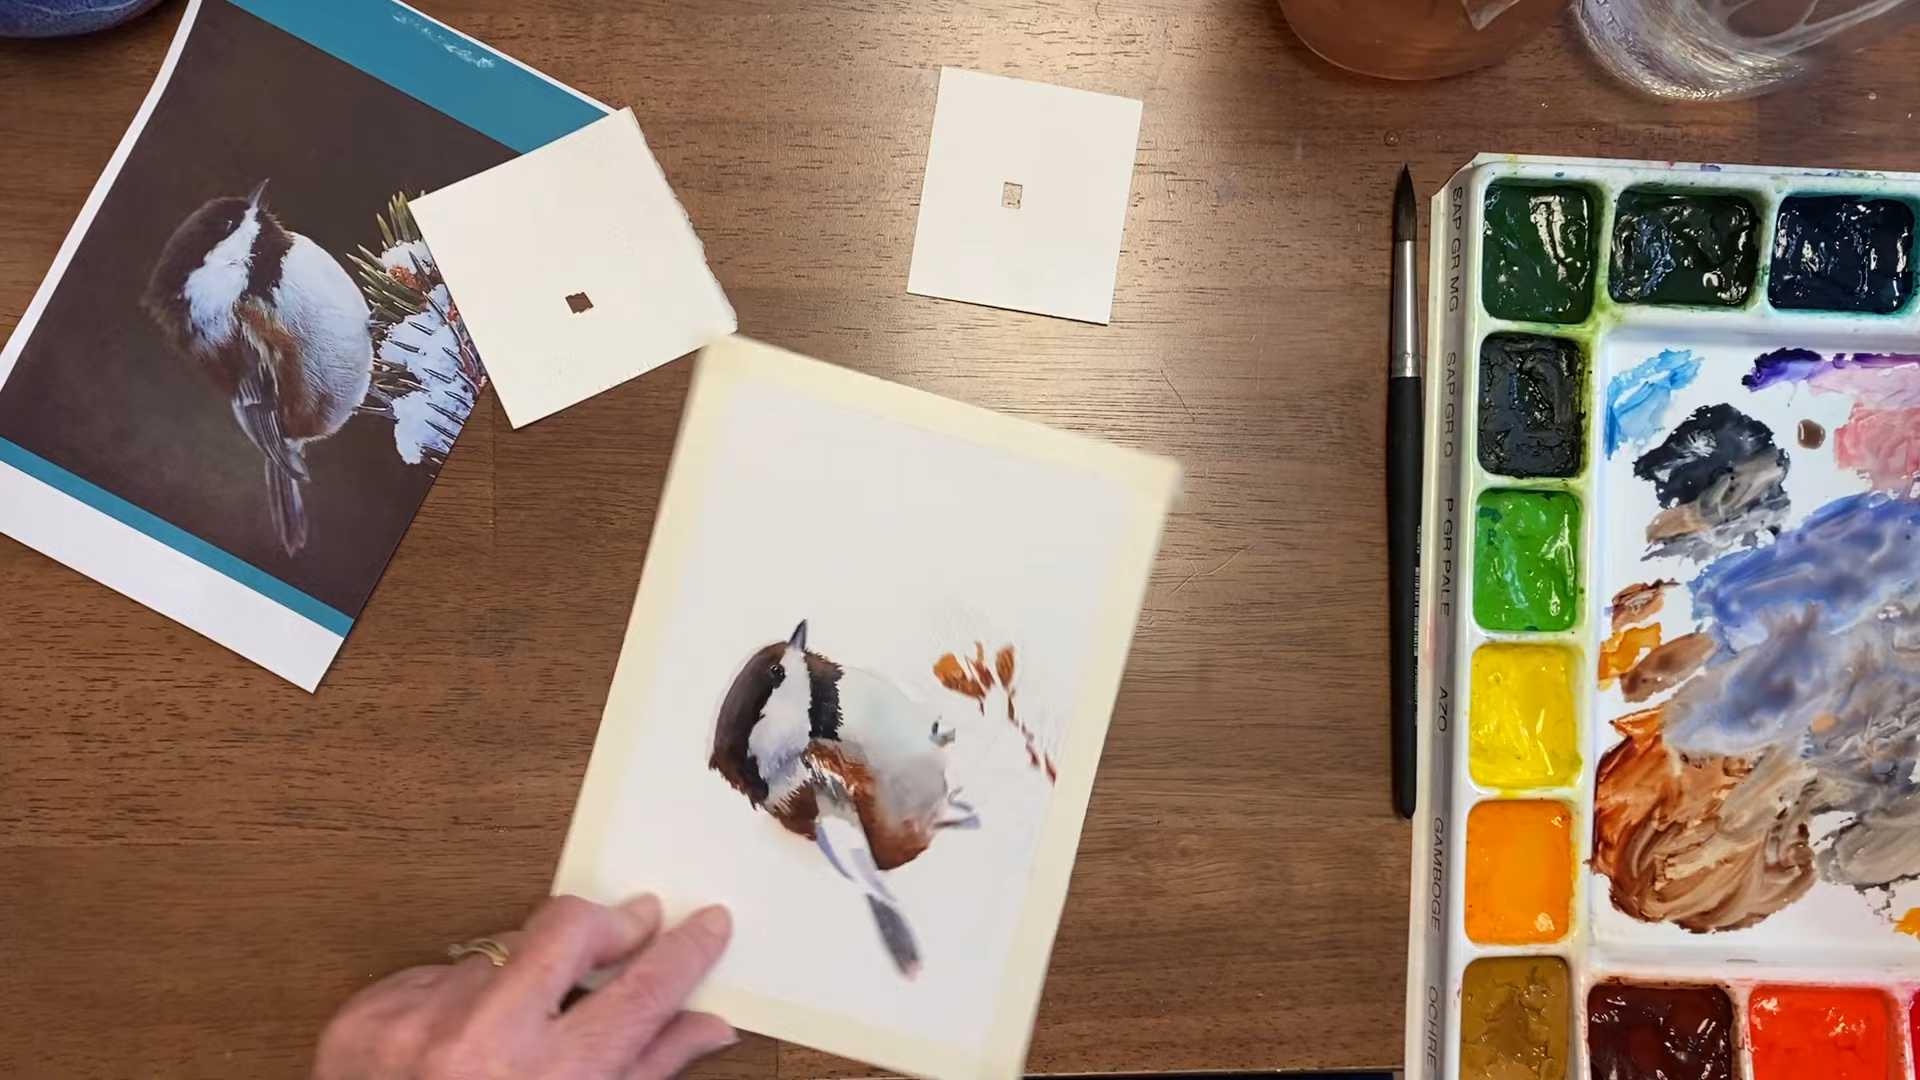 SAP GR MG
SAP GR O
P GR PALE
AZO
GAMBOGE
OCHRE